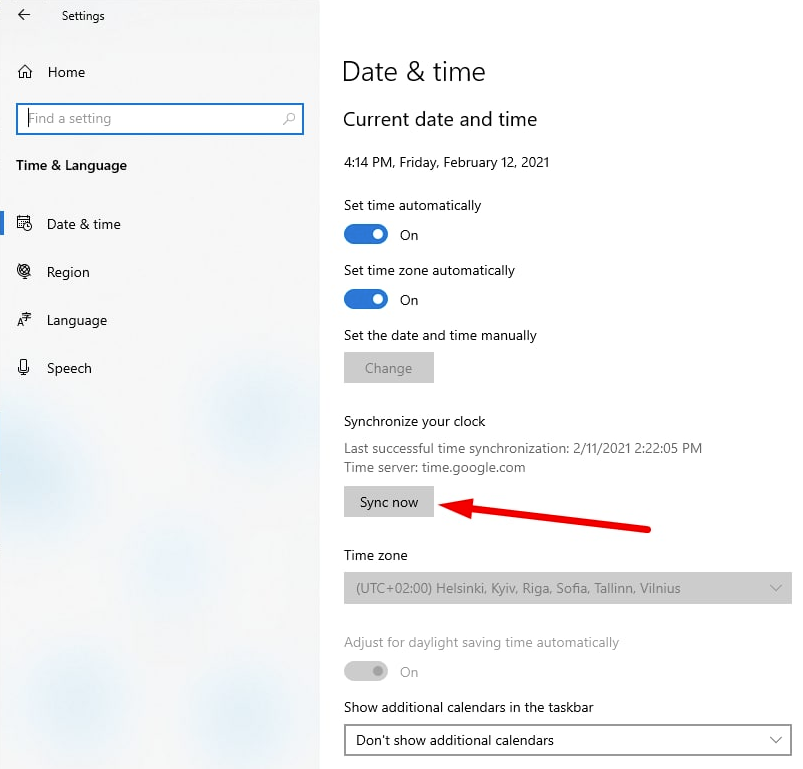 Settings
Home
Find a setting
Time & Language
Date & time
Region
Language
Speech
Date & time
Current date and time
4:14 PM, Friday, February 12, 2021
Set time automatically
On
Set time zone automatically
On
Set the date and time manually
Change
Synchronize your clock
Last successful time synchronization: 2/11/2021 2:22:05 PM
Time server: time.google.com
Sync now
Time zone
(UTC+02:00) Helsinki, Kyiv, Riga, Sofia, Tallinn, Vilnius
Adjust for daylight saving time automatically
On
Show additional calendars in the taskbar
Don't show additional calendars